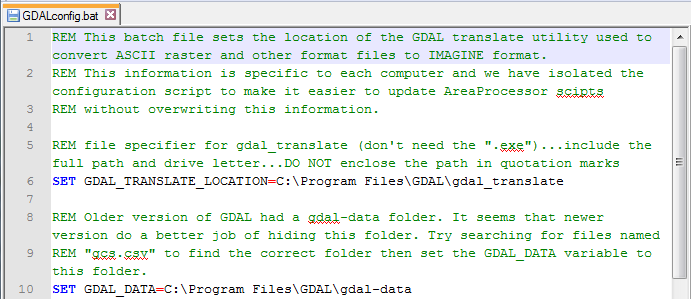 GDALconfig.bat
1 REM This batch file sets the location of the GDAL translate utility used to
convert ASCII raster and other format files to IMAGINE format.
2 REM This information is specific to each computer and we have isolated the
configuration script to make it easier to update AreaProcessor scipts
3 REM without overwriting this information.
4
5 REM file specifier for gdal_translate (don't need the ".exe")...include the
full path and drive letter...DO NOT enclose the path in quotation marks
6 SET GDAL_TRANSLATE_LOCATION=C:\Program Files\GDAL\gdal_translate
7
8 REM Older version of GDAL had a gdal-data folder. It seems that newer
version do a better job of hiding this folder. Try searching for files named
9 REM "gcs.csv" to find the correct folder then set the GDAL_DATA variable to
this folder.
10 SET GDAL_DATA=C:\Program Files\GDAL\gdal-data